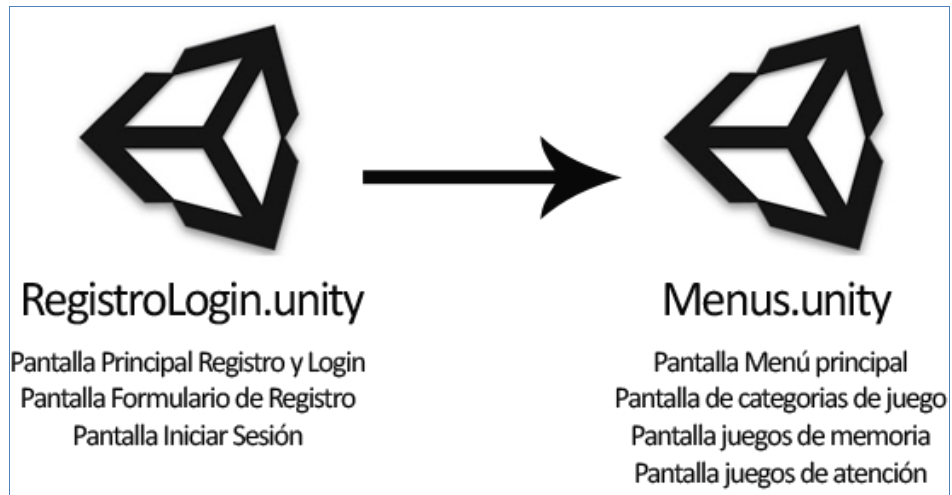 RegistroLogin.unity
Pantalla Principal Registro y Login
Pantalla Formulario de Registro
Pantalla Iniciar Sesión
Menus.unity
Pantalla Menú principal
Pantalla de categorias de juego
Pantalla juegos de memoria
Pantalla juegos de atención